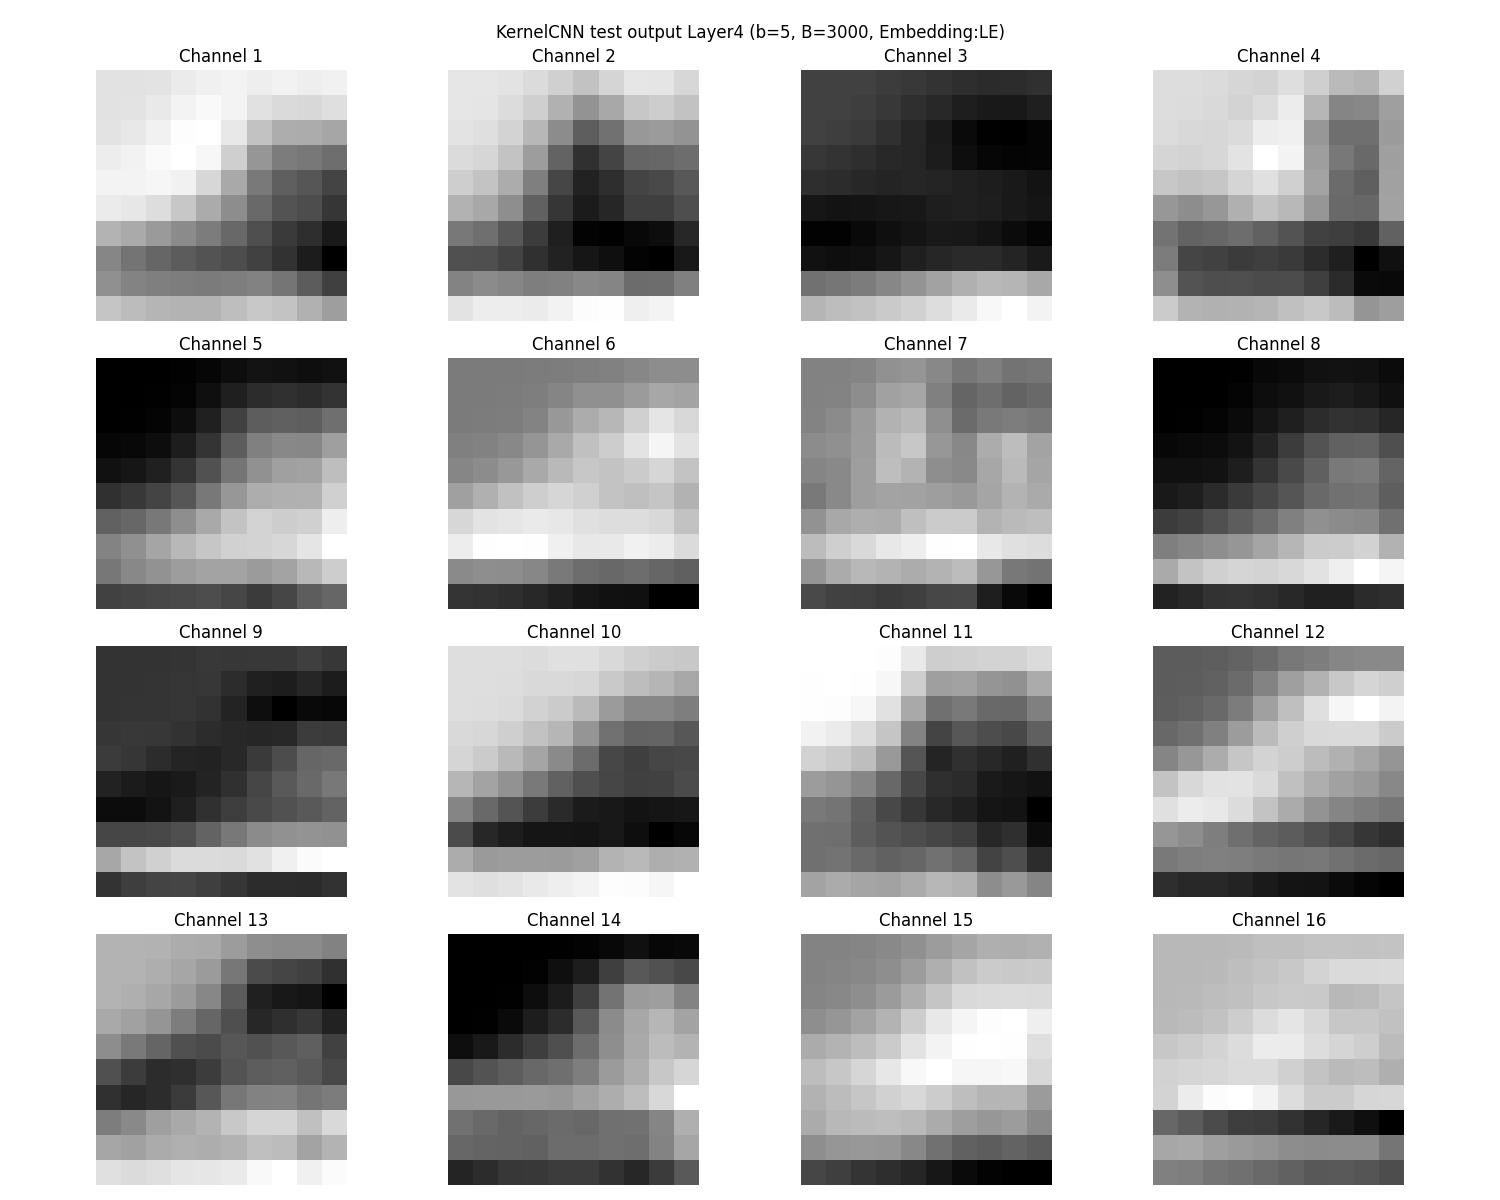 KernelCNN test output Layer4 (b=5, B=3000, Embedding:LE)
Channel 1
Channel 2
Channel 3
Channel 4
Channel 5
Channel 6
Channel 7
Channel 8
Channel 9
Channel 10
Channel 11
Channel 12
Channel 13
Channel 14
Channel 15
Channel 16